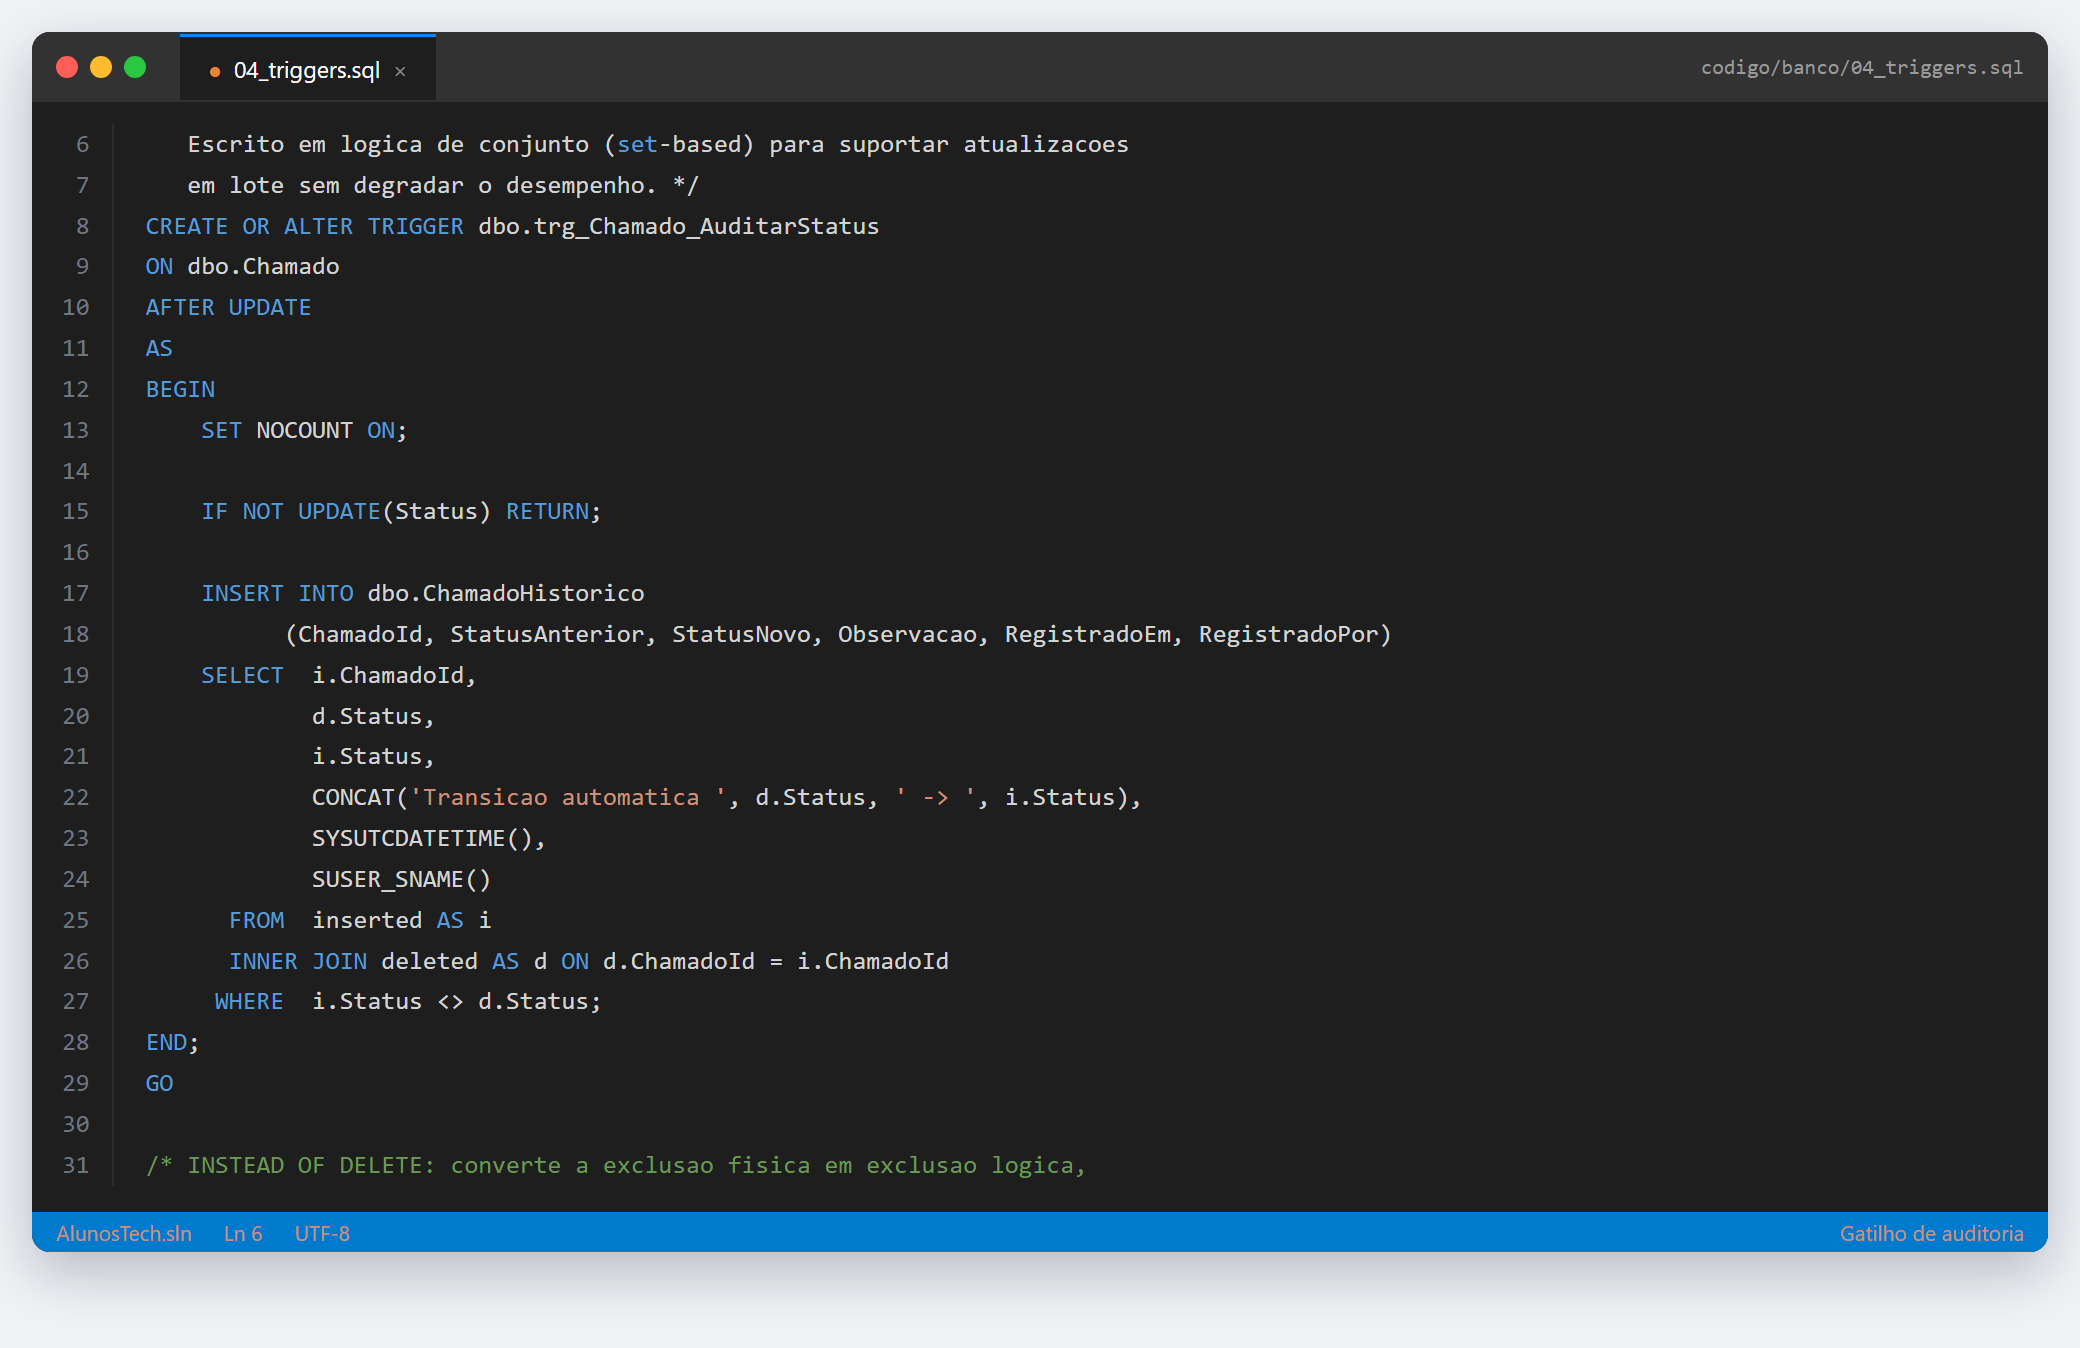 04_triggers.sql ×
codigo/banco/04_triggers.sql
6 Escrito em logica de conjunto (set-based) para suportar atualizacoes
7 em lote sem degradar o desempenho. */
8 CREATE OR ALTER TRIGGER dbo.trg_Chamado_AuditarStatus
9 ON dbo.Chamado
10 AFTER UPDATE
11 AS
12 BEGIN
13 SET NOCOUNT ON;
14
15 IF NOT UPDATE(Status) RETURN;
16
17 INSERT INTO dbo.ChamadoHistorico
18 (ChamadoId, StatusAnterior, StatusNovo, Observacao, RegistradoEm, RegistradoPor)
19 SELECT i.ChamadoId,
20 d.Status,
21 i.Status,
22 CONCAT('Transicao automatica ', d.Status, ' -> ', i.Status),
23 SYSUTCDATETIME(),
24 SUSER_SNAME()
25 FROM inserted AS i
26 INNER JOIN deleted AS d ON d.ChamadoId = i.ChamadoId
27 WHERE i.Status <> d.Status;
28 END;
29 GO
30
31 /* INSTEAD OF DELETE: converte a exclusao fisica em exclusao logica,
AlunosTech.sln Ln 6 UTF-8 Gatilho de auditoria